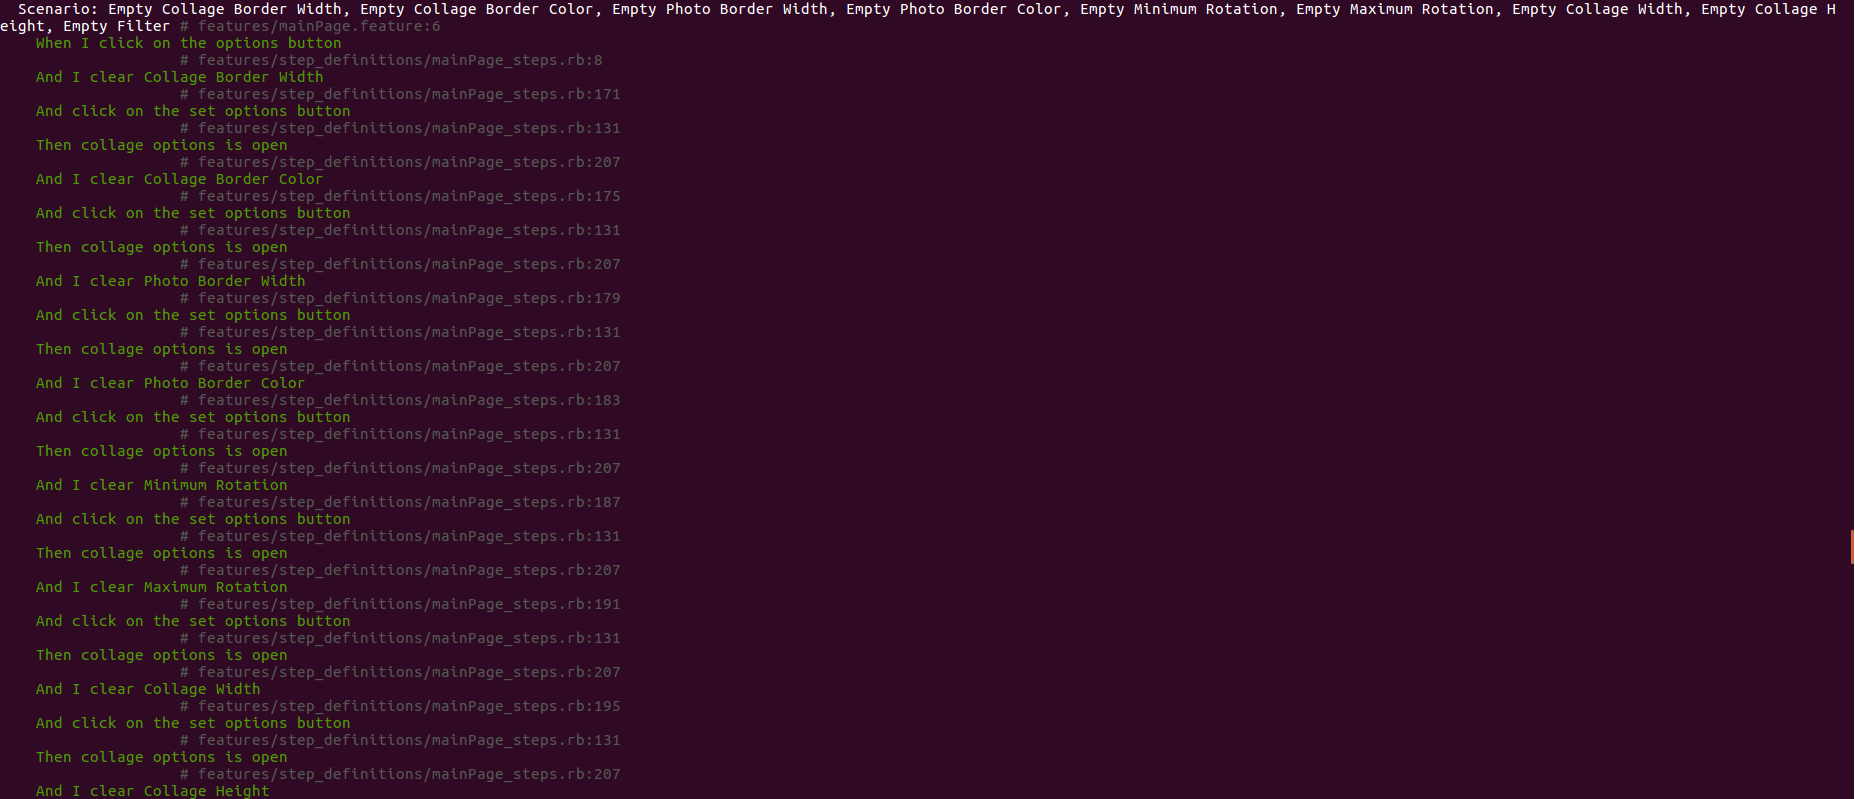 Scenario: Empty Collage Border Width, Empty Collage Border Color, Empty Photo Border Width, Empty Photo Border Color, Empty Minimum Rotation, Empty Maximum Rotation, Empty Collage Width, Empty Collage H
eight, Empty Filter # features/mainPage.feature:6
When I click on the options button
# features/step_definitions/mainPage_steps.rb:8
And I clear Collage Border Width
# features/step_definitions/mainPage_steps.rb:171
And click on the set options button
# features/step_definitions/mainPage_steps.rb:131
Then collage options is open
# features/step_definitions/mainPage_steps.rb:207
And I clear Collage Border Color
# features/step_definitions/mainPage_steps.rb:175
And click on the set options button
# features/step_definitions/mainPage_steps.rb:131
Then collage options is open
# features/step_definitions/mainPage_steps.rb:207
And I clear Photo Border Width
# features/step_definitions/mainPage_steps.rb:179
And click on the set options button
# features/step_definitions/mainPage_steps.rb:131
Then collage options is open
# features/step_definitions/mainPage_steps.rb:207
And I clear Photo Border Color
# features/step_definitions/mainPage_steps.rb:183
And click on the set options button
# features/step_definitions/mainPage_steps.rb:131
Then collage options is open
# features/step_definitions/mainPage_steps.rb:207
And I clear Minimum Rotation
# features/step_definitions/mainPage_steps.rb:187
And click on the set options button
# features/step_definitions/mainPage_steps.rb:131
Then collage options is open
# features/step_definitions/mainPage_steps.rb:207
And I clear Maximum Rotation
# features/step_definitions/mainPage_steps.rb:191
And click on the set options button
# features/step_definitions/mainPage_steps.rb:131
Then collage options is open
# features/step_definitions/mainPage_steps.rb:207
And I clear Collage Width
# features/step_definitions/mainPage_steps.rb:195
And click on the set options button
# features/step_definitions/mainPage_steps.rb:131
Then collage options is open
# features/step_definitions/mainPage_steps.rb:207
And I clear Collage Height